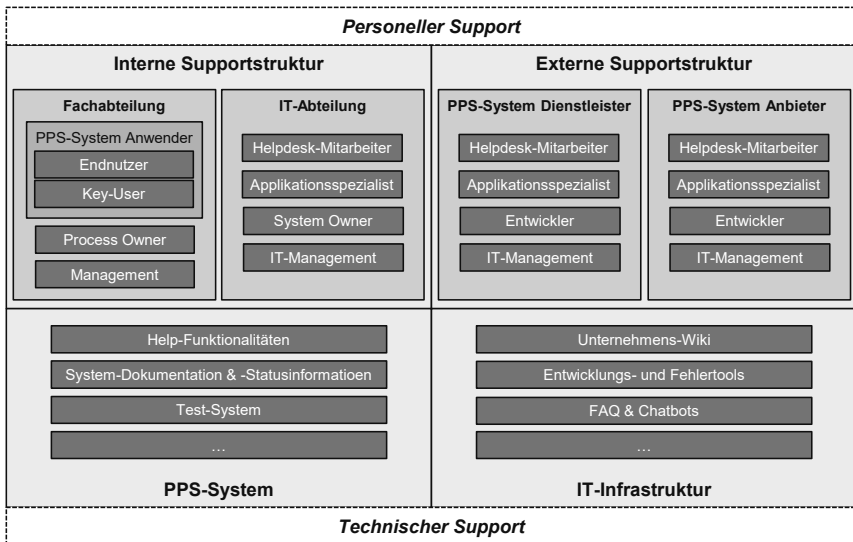 Personeller Support
Interne Supportstruktur
Externe Supportstruktur
Fachabteilung
PPS-System Anwender
Endnutzer
Key-User
Process Owner
Management
IT-Abteilung
Helpdesk-Mitarbeiter
Applikationsspezialist
System Owner
IT-Management
PPS-System Dienstleister
Helpdesk-Mitarbeiter
Applikationsspezialist
Entwickler
IT-Management
PPS-System Anbieter
Helpdesk-Mitarbeiter
Applikationsspezialist
Entwickler
IT-Management
Help-Funktionalitäten
System-Dokumentation & -Statusinformatioen
Test-System
…
PPS-System
Unternehmens-Wiki
Entwicklungs- und Fehlertools
FAQ & Chatbots
…
IT-Infrastruktur
Technischer Support